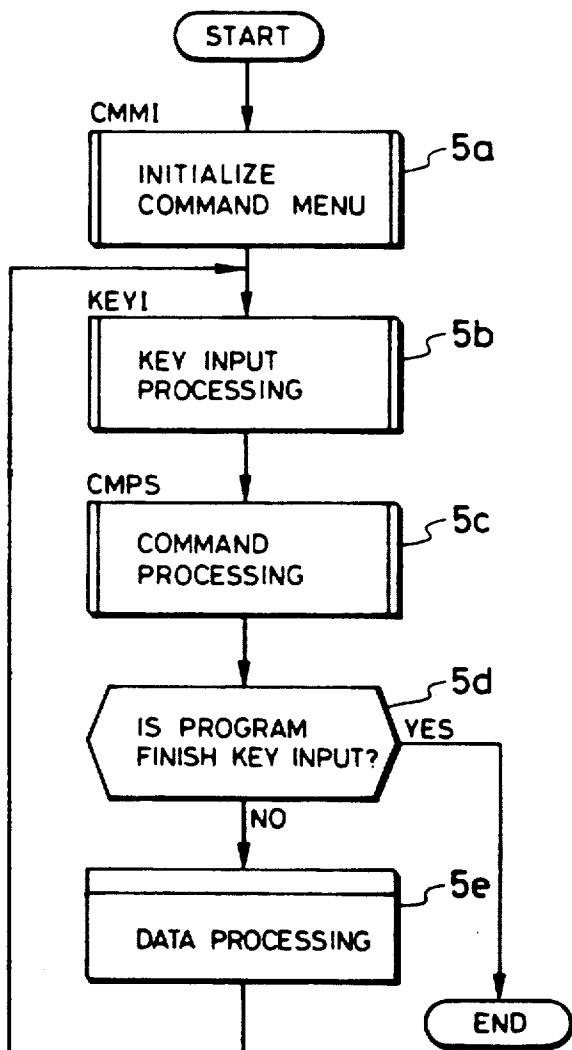 START
CMMI
5a
INITIALIZE
COMMAND MENU
KEYI
5b
KEY INPUT
PROCESSING
CMPS
5c
COMMAND
PROCESSING
5d
IS PROGRAM
FINISH KEY INPUT?
YES
NO
5e
DATA PROCESSING
END